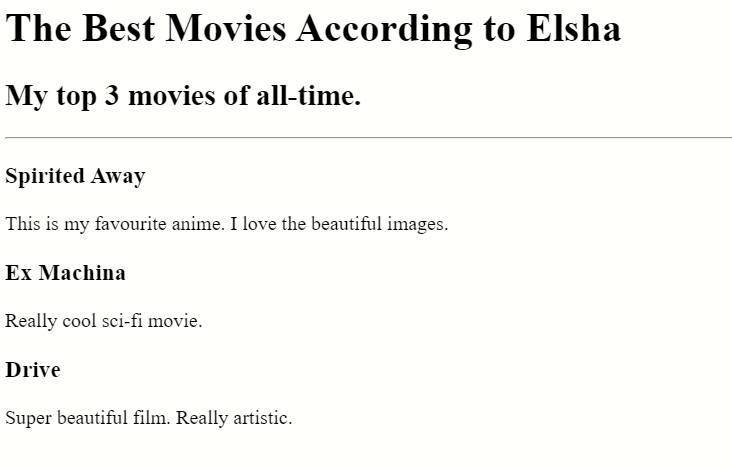 The Best Movies According to Elsha
My top 3 movies of all-time.
Spirited Away
This is my favourite anime. I love the beautiful images.
Ex Machina
Really cool sci-fi movie.
Drive
Super beautiful film. Really artistic.